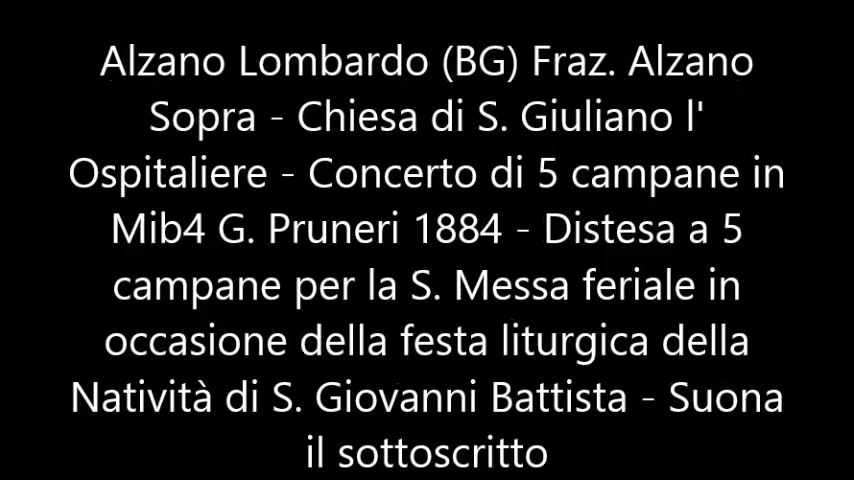 Alzano Lombardo (BG) Fraz. Alzano
Sopra - Chiesa di S. Giuliano l'
Ospitaliere - Concerto di 5 campane in
Mib4 G. Pruneri 1884 - Distesa a 5
campane per la S. Messa feriale in
occasione della festa liturgica della
Natività di S. Giovanni Battista - Suona
il sottoscritto